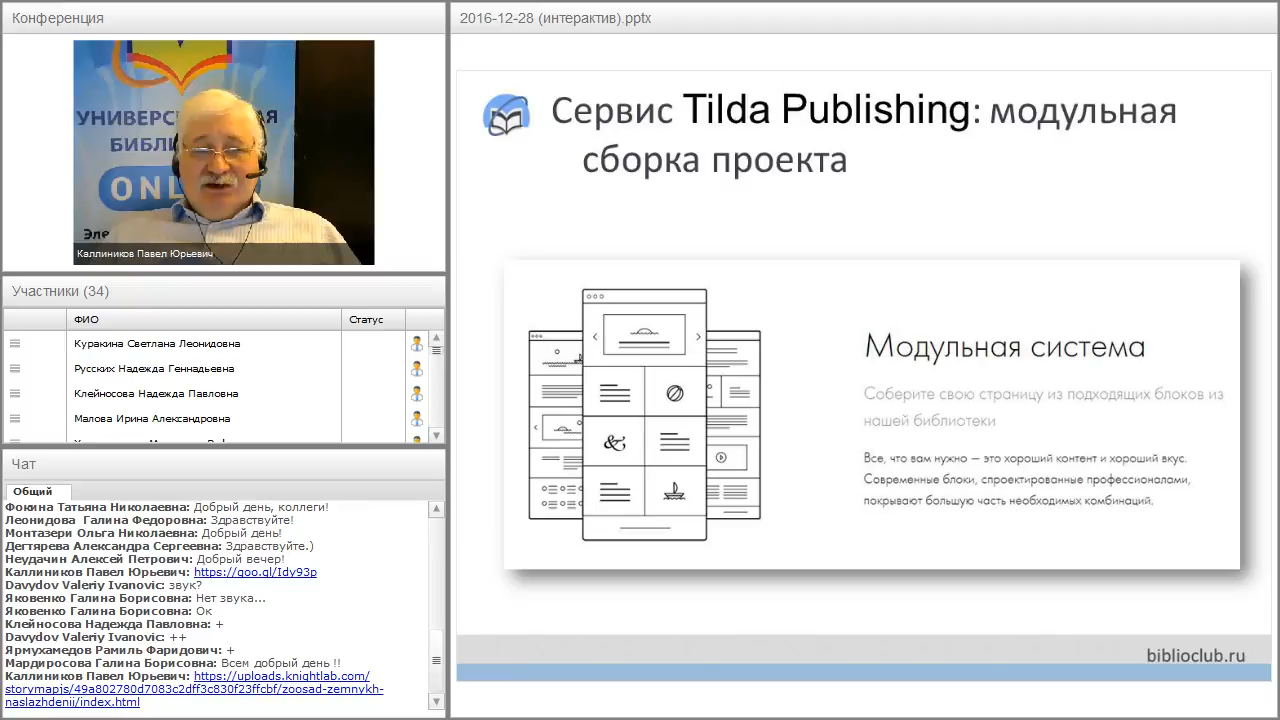 Конференция
УНИВЕРС АЯ
БИБЛИ
ONL
Эле
Каллиников Павел Юрьевич
Участники (34)
ФИО Статус
Куракина Светлана Леонидовна
Русских Надежда Геннадьевна
Клейносова Надежда Павловна
Малова Ирина Александровна
Чат
Общий
Фокина Татьяна Николаевна: Добрый день, коллеги!
Леонидова Галина Федоровна: Здравствуйте!
Монтазери Ольга Николаевна: Добрый день!
Дегтярева Александра Сергеевна: Здравствуйте.)
Неудачин Алексей Петрович: Добрый вечер!
Каллиников Павел Юрьевич: https://goo.gl/Idy93p
Davydov Valeriy Ivanovic: звук?
Яковенко Галина Борисовна: Нет звука...
Яковенко Галина Борисовна: Ок
Клейносова Надежда Павловна: +
Davydov Valeriy Ivanovic: ++
Ярмухамедов Рамиль Фаридович: +
Мардиросова Галина Борисовна: Всем добрый день !!
Каллиников Павел Юрьевич: https://uploads.knightlab.com/
storymapjs/49a802780d7083c2dff3c830f23ffcbf/zoosad-zemnykh-
naslazhdenii/index.html
2016-12-28 (интерактив).pptx
Сервис Tilda Publishing: модульная
сборка проекта
&
Модульная система
Соберите свою страницу из подходящих блоков из
нашей библиотеки
Все, что вам нужно — это хороший контент и хороший вкус.
Современные блоки, спроектированные профессионалами,
покрывают большую часть необходимых комбинаций.
biblioclub.ru